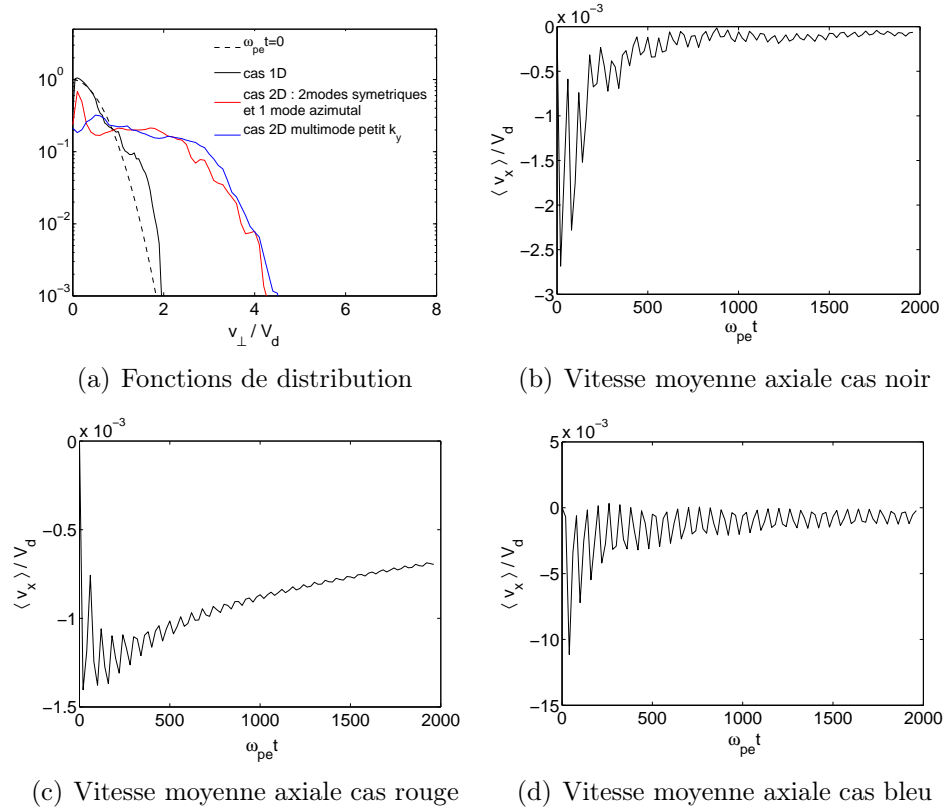 10^0
10^-1
10^-2
10^-3
0 2 4 6 8
v_⊥ / V_d
ω_pe t=0
cas 1D
cas 2D : 2modes symetriques
et 1 mode azimutal
cas 2D multimode petit k_y
(a) Fonctions de distribution
x 10^-3
0
-0.5
-1
-1.5
-2
-2.5
-3
0 500 1000 1500 2000
⟨ v_x ⟩ / V_d
ω_pe t
(b) Vitesse moyenne axiale cas noir
x 10^-3
0
-0.5
-1
-1.5
0 500 1000 1500 2000
⟨ v_x ⟩ / V_d
ω_pe t
(c) Vitesse moyenne axiale cas rouge
x 10^-3
5
0
-5
-10
-15
0 500 1000 1500 2000
⟨ v_x ⟩ / V_d
ω_pe t
(d) Vitesse moyenne axiale cas bleu